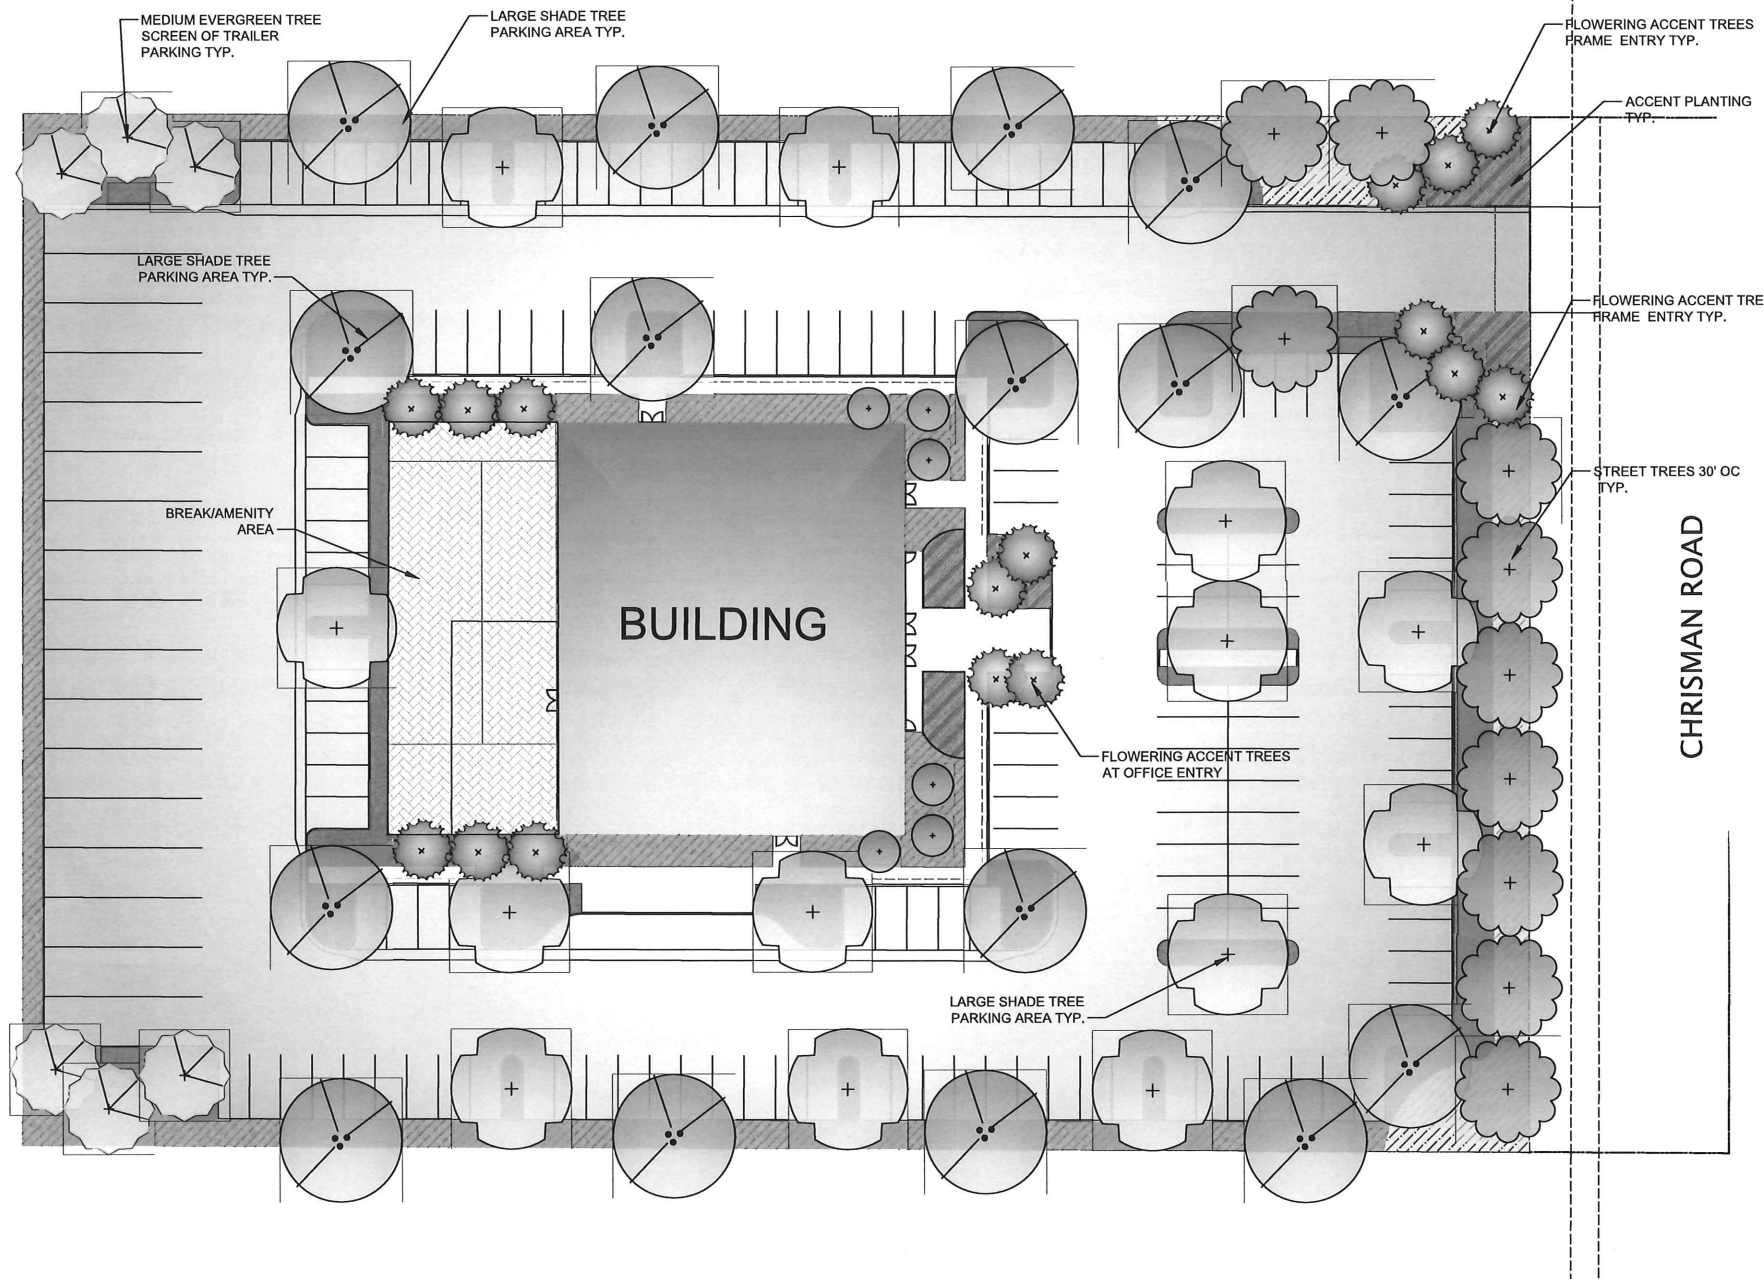 MEDIUM EVERGREEN TREE
SCREEN OF TRAILER
PARKING TYP.
LARGE SHADE TREE
PARKING AREA TYP.
FLOWERING ACCENT TREES
FRAME ENTRY TYP.
ACCENT PLANTING
TYP.
LARGE SHADE TREE
PARKING AREA TYP.
FLOWERING ACCENT TRE
FRAME ENTRY TYP.
STREET TREES 30' OC
TYP.
BREAK/AMENITY
AREA
BUILDING
CHRISMAN ROAD
FLOWERING ACCENT TREES
AT OFFICE ENTRY
LARGE SHADE TREE
PARKING AREA TYP.